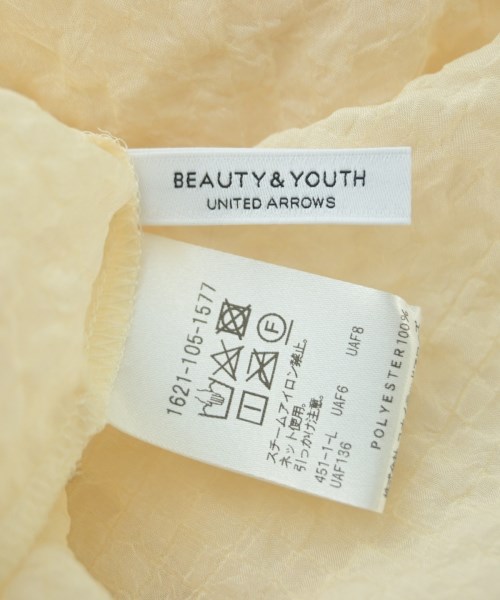 BEAUTY & YOUTH
UNITED ARROWS
1621-105-1577
F
スチームアイロン禁止。
ネット使用。
引っかけ注意。
451-1-L UAF6 UAF8
UAF136
POLYESTER100%